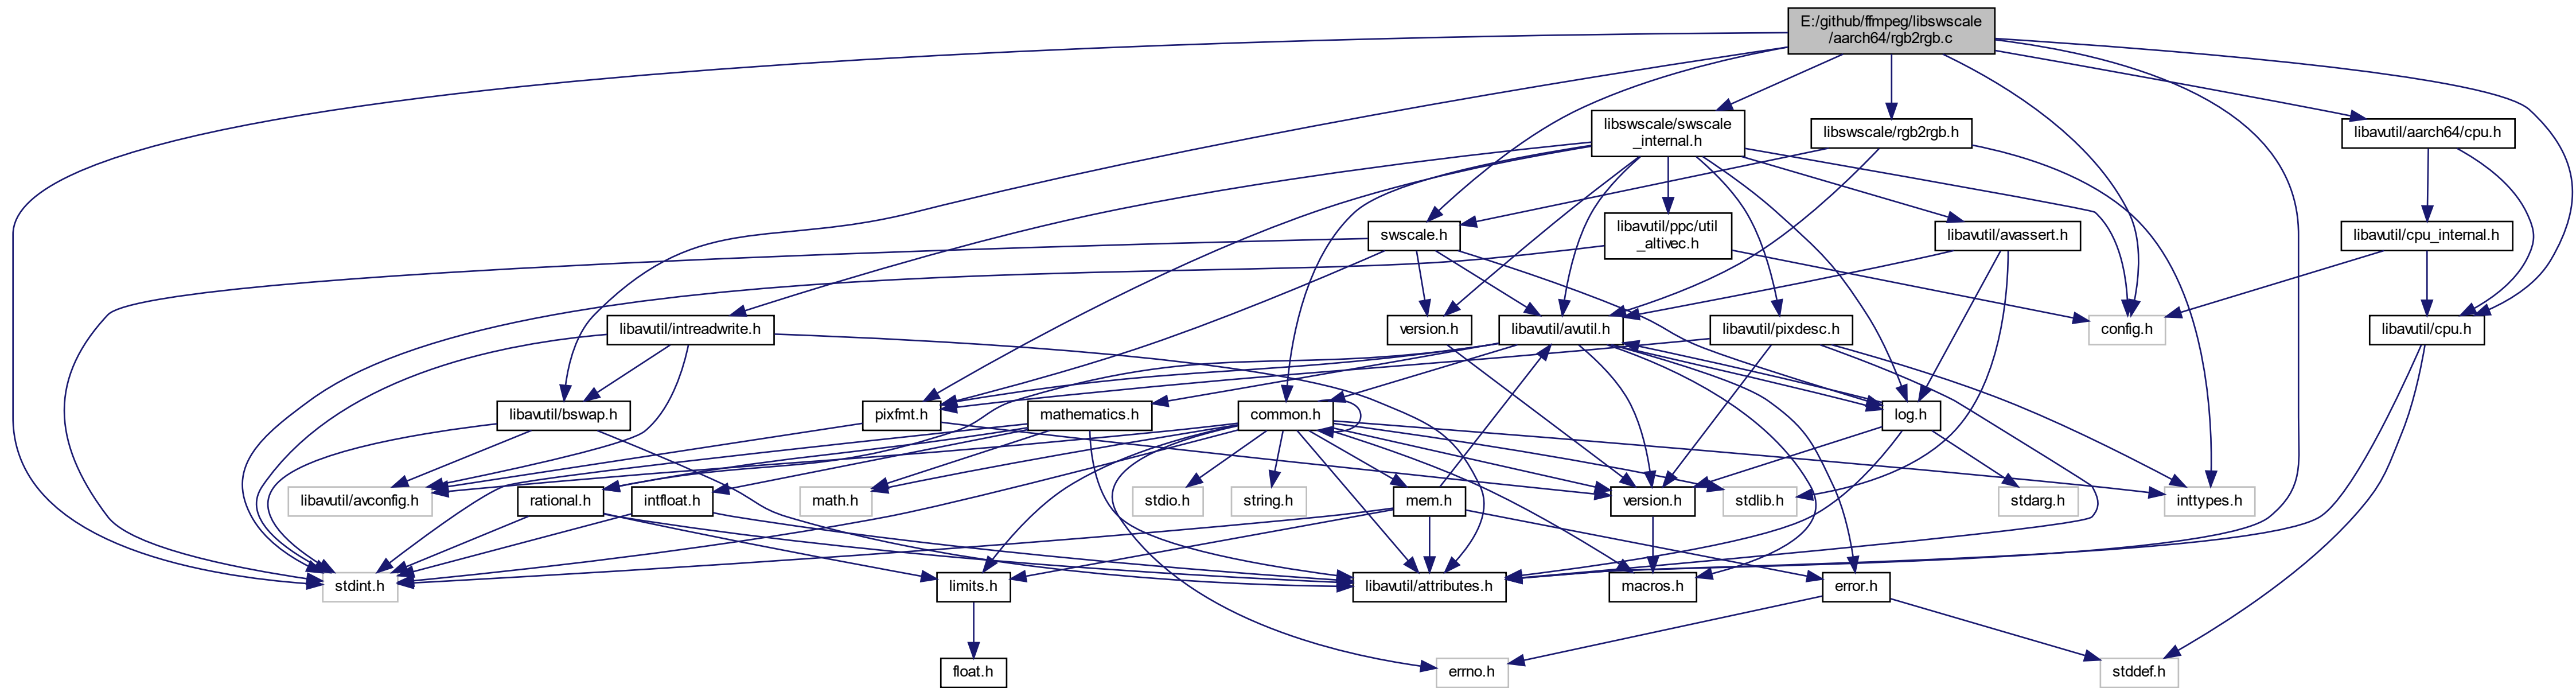 E:/github/ffmpeg/libswscale
/aarch64/rgb2rgb.c
libswscale/swscale
_internal.h
libswscale/rgb2rgb.h
libavutil/aarch64/cpu.h
swscale.h
libavutil/ppc/util
_altivec.h
libavutil/avassert.h
libavutil/cpu_internal.h
libavutil/intreadwrite.h
version.h
libavutil/avutil.h
libavutil/pixdesc.h
config.h
libavutil/cpu.h
libavutil/bswap.h
pixfmt.h
mathematics.h
common.h
log.h
libavutil/avconfig.h
rational.h
intfloat.h
math.h
stdio.h
string.h
mem.h
version.h
stdlib.h
stdarg.h
inttypes.h
stdint.h
limits.h
libavutil/attributes.h
macros.h
error.h
float.h
errno.h
stddef.h